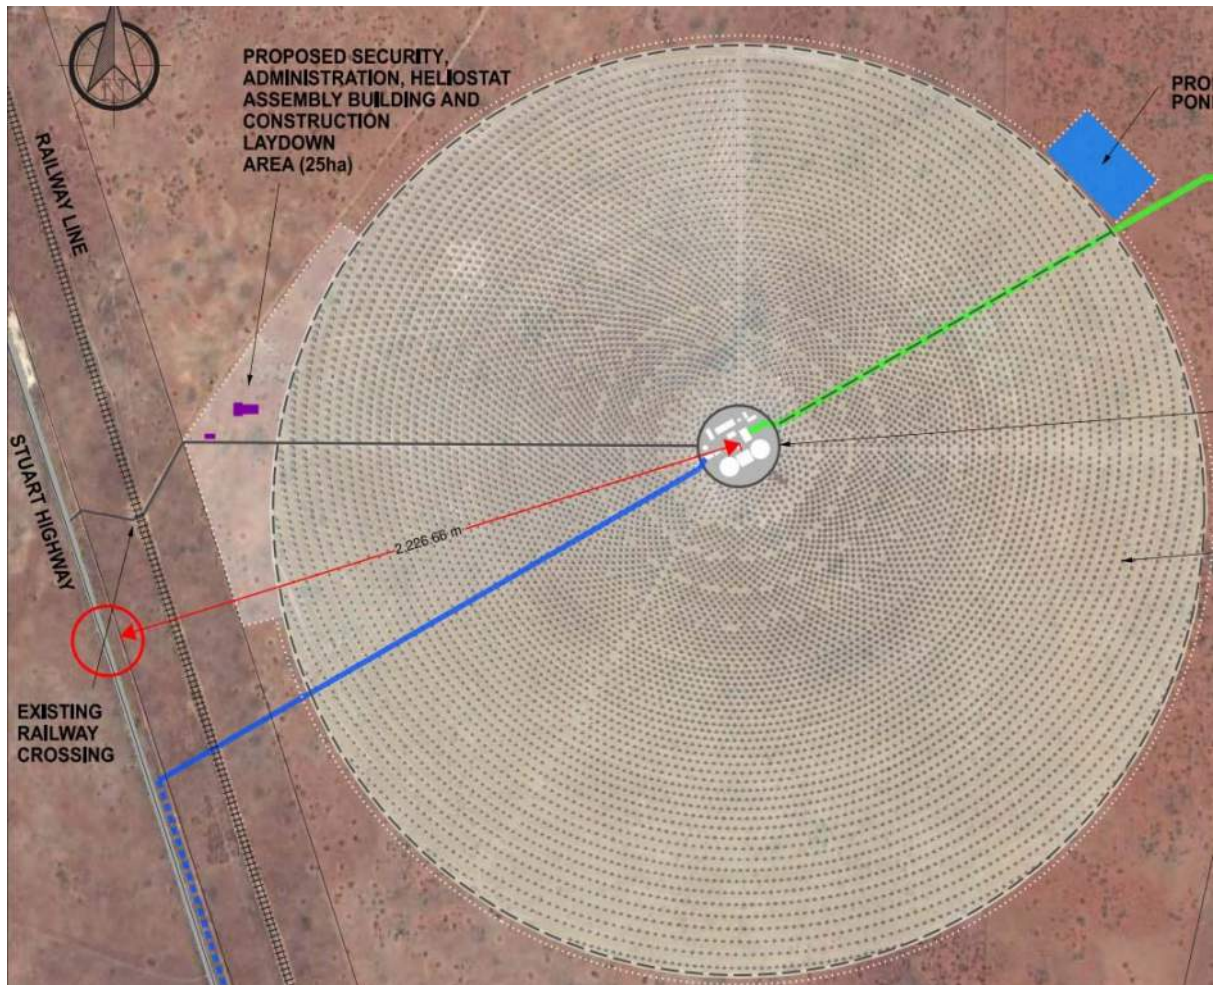 PROPOSED SECURITY,
ADMINISTRATION, HELIOSTAT
ASSEMBLY BUILDING AND
CONSTRUCTION
LAYDOWN
AREA (25ha)
RAILWAY LINE
STUART HIGHWAY
2,226.66 m
EXISTING
RAILWAY
CROSSING